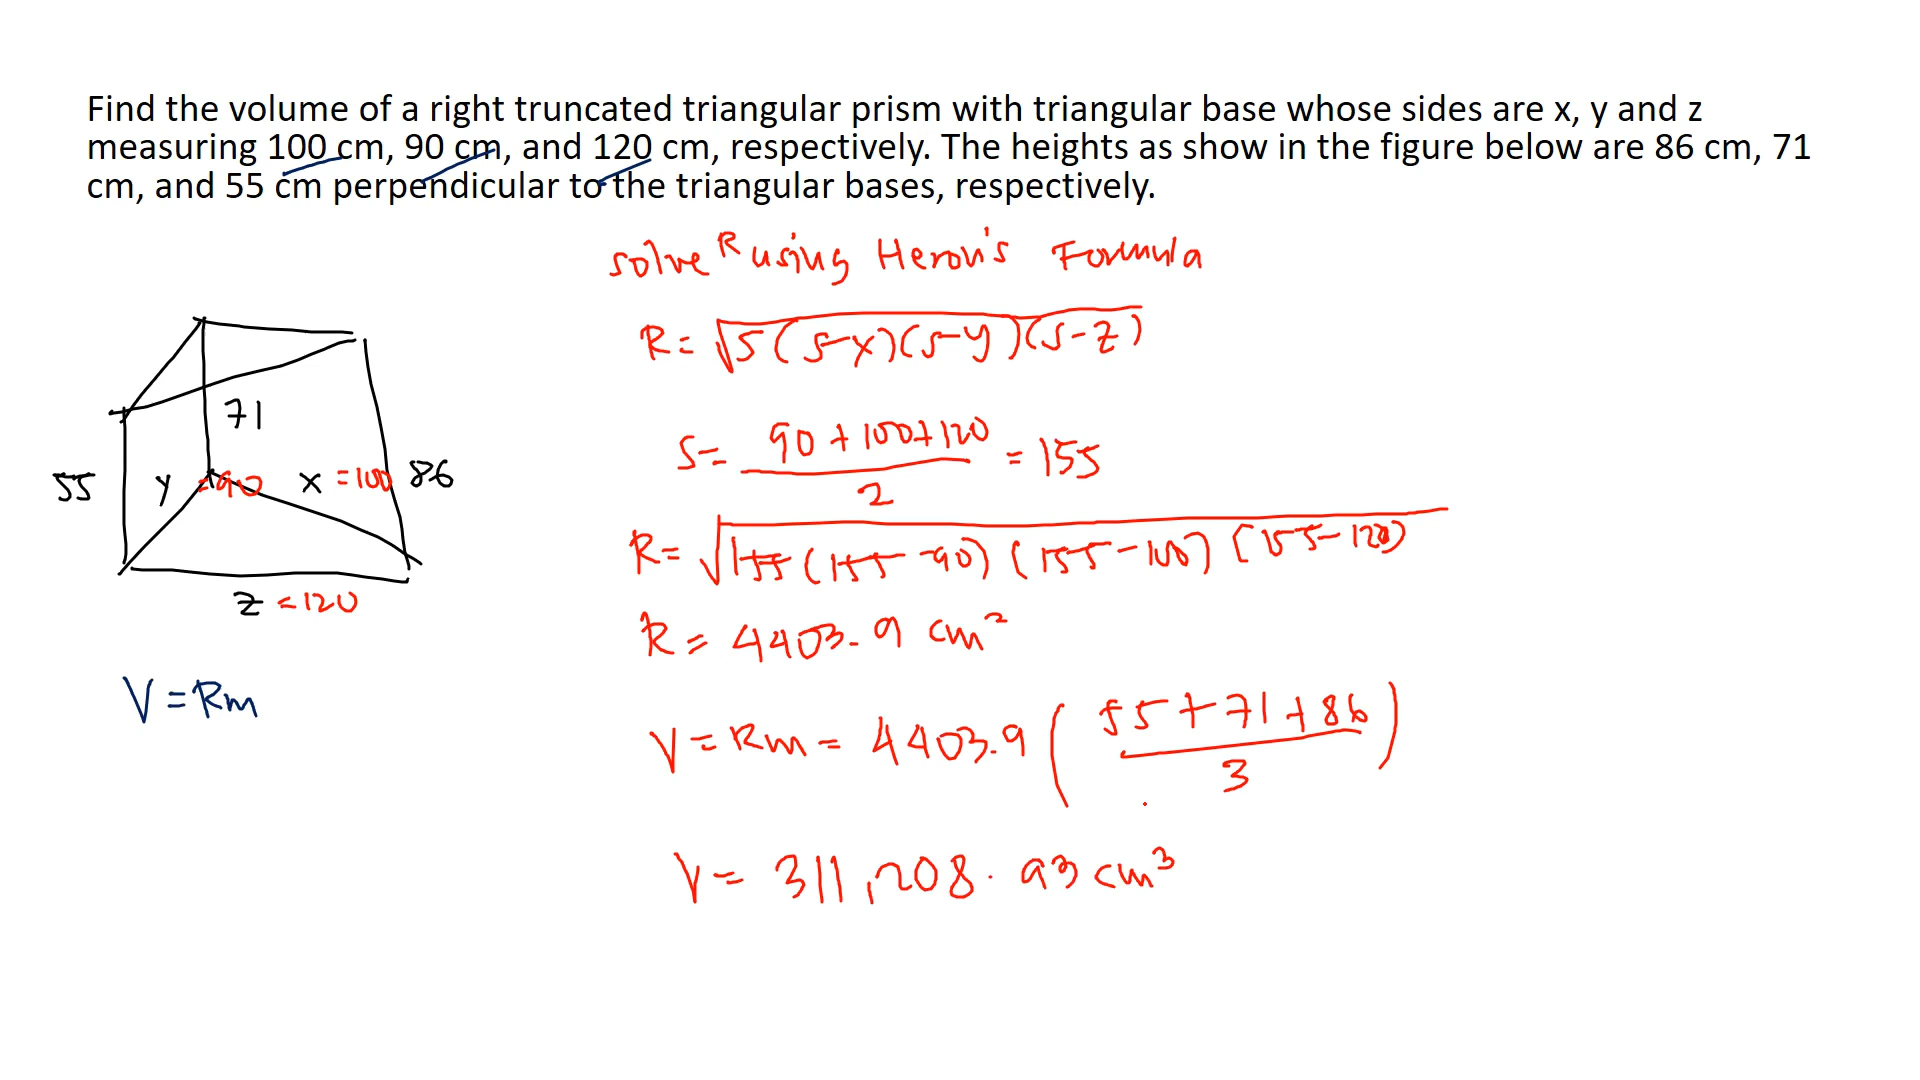 Find the volume of a right truncated triangular prism with triangular base whose sides are x, y and z
measuring 100 cm, 90 cm, and 120 cm, respectively. The heights as show in the figure below are 86 cm, 71
cm, and 55 cm perpendicular to the triangular bases, respectively.
solve R using Heron's Formula
R = √S(S-x)(S-y)(S-z)
71
S = 90 + 100 + 120 / 2 = 155
55 y = 90 x = 100 86
R = √155(155-90)(155-100)(155-120)
z = 120
R = 4403.9 cm²
V = Rm
V = Rm = 4403.9 (55 + 71 + 86 / 3)
V = 311,208.93 cm³